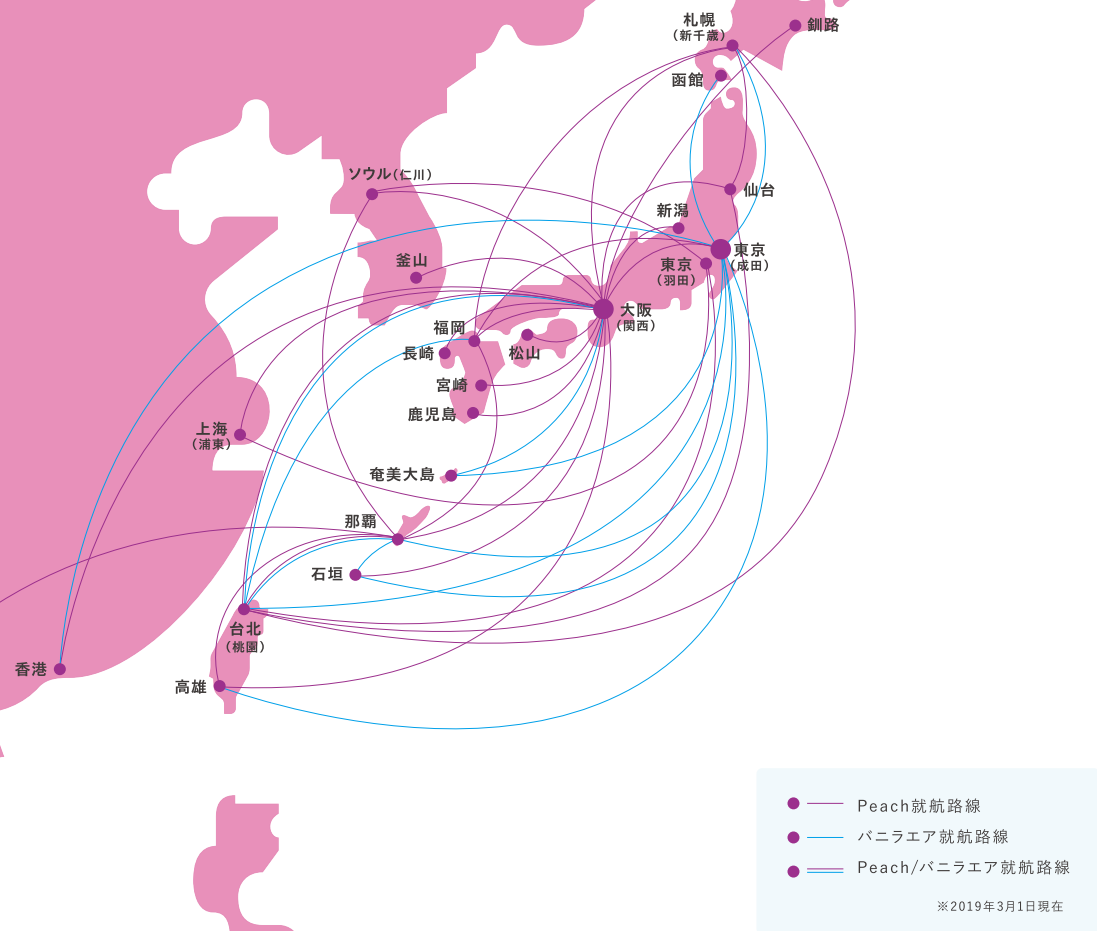 札幌
（新千歳）
釧路
函館
ソウル（仁川）
仙台
新潟
釜山
東京
（成田）
東京
（羽田）
大阪
（関西）
福岡
長崎
松山
宮崎
鹿児島
上海
（浦東）
奄美大島
那覇
石垣
台北
（桃園）
香港
高雄
Peach就航路線
バニラエア就航路線
Peach/バニラエア就航路線
※2019年3月1日現在